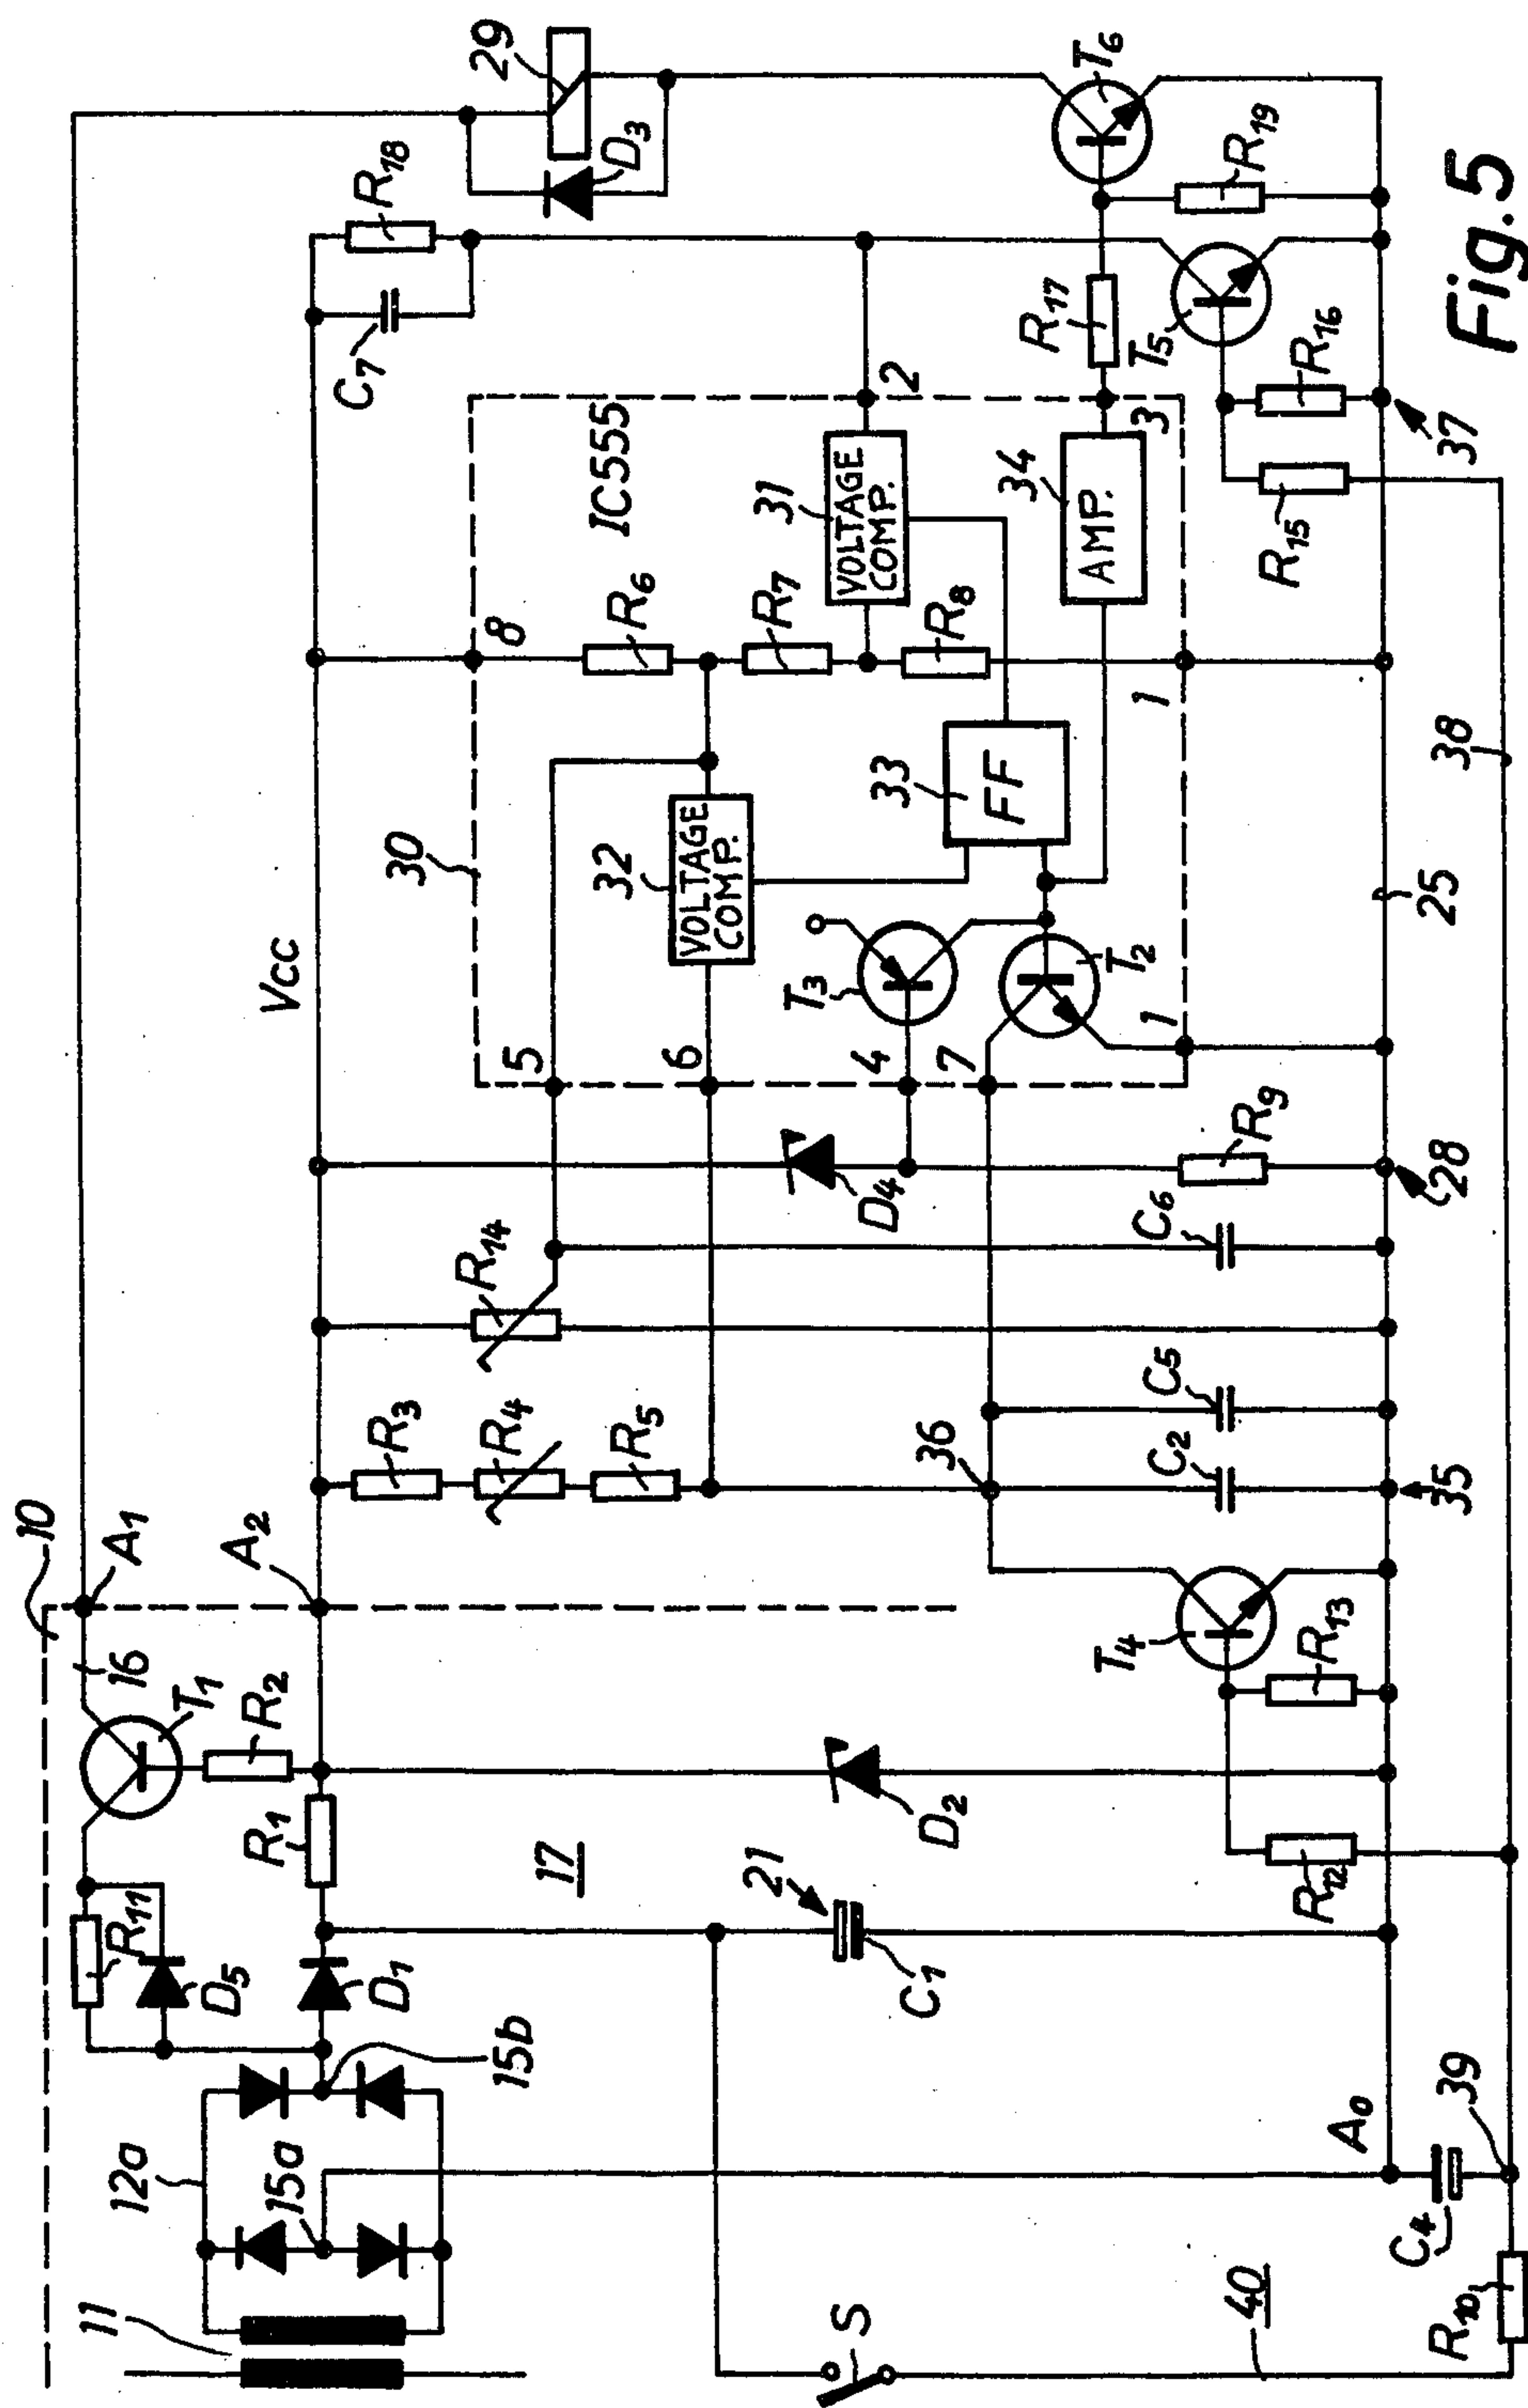 10
11
12a
15a
15b
R11
D5
D1
16
T1
R2
R1
A1
A2
17
21
C1
D2
S
40
R10
C4
39
A0
R12
R13
T4
Vcc
R3
R4
R5
R14
36
C2
C5
C6
35
D4
R9
28
30
IC555
5
6
4
7
8
2
3
1
1
32
VOLTAGE
COMP.
31
VOLTAGE
COMP.
33
FF
34
AMP.
T3
T2
R6
R7
R8
C7
R18
29
D3
T6
R17
R19
T5
R15
R16
37
25
38
Fig.5